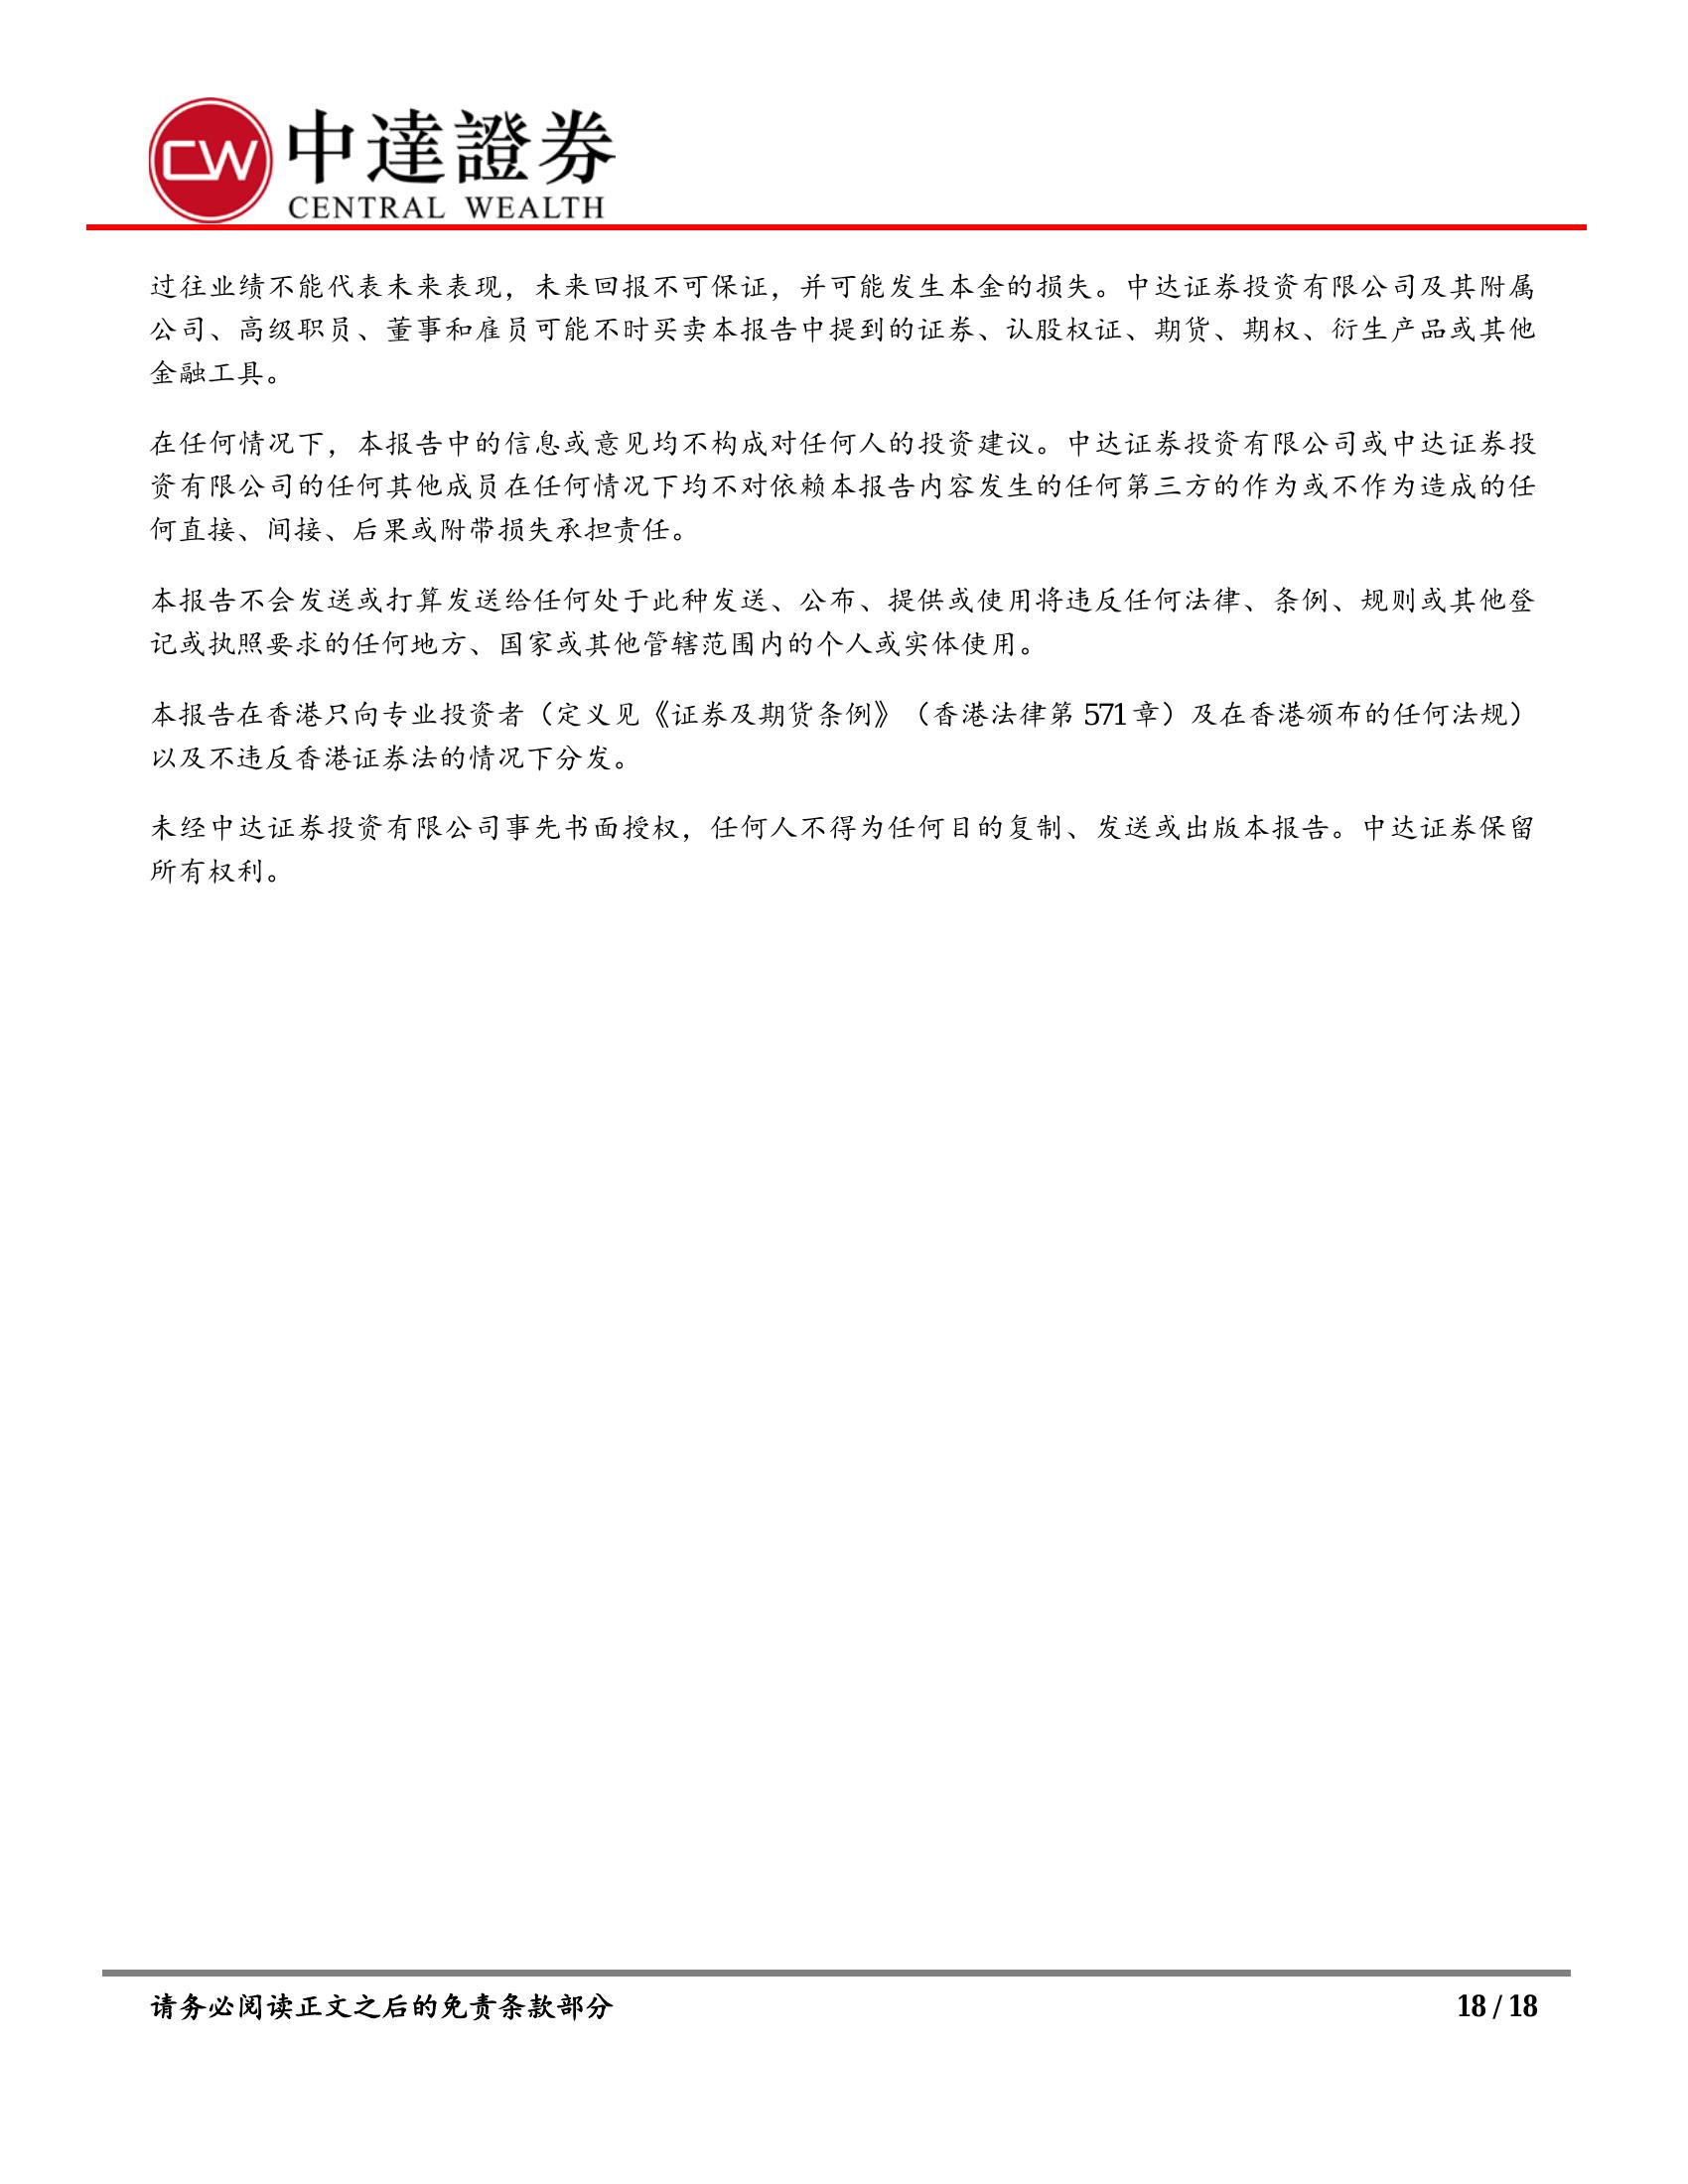 CW 中達證券
CENTRAL WEALTH
过往业绩不能代表未来表现，未来回报不可保证，并可能发生本金的损失。中达证券投资有限公司及其附属
公司、高级职员、董事和雇员可能不时买卖本报告中提到的证券、认股权证、期货、期权、衍生产品或其他
金融工具。
在任何情况下，本报告中的信息或意见均不构成对任何人的投资建议。中达证券投资有限公司或中达证券投
资有限公司的任何其他成员在任何情况下均不对依赖本报告内容发生的任何第三方的作为或不作为造成的任
何直接、间接、后果或附带损失承担责任。
本报告不会发送或打算发送给任何处于此种发送、公布、提供或使用将违反任何法律、条例、规则或其他登
记或执照要求的任何地方、国家或其他管辖范围内的个人或实体使用。
本报告在香港只向专业投资者（定义见《证券及期货条例》（香港法律第 571 章）及在香港颁布的任何法规）
以及不违反香港证券法的情况下分发。
未经中达证券投资有限公司事先书面授权，任何人不得为任何目的复制、发送或出版本报告。中达证券保留
所有权利。
请务必阅读正文之后的免责条款部分 18 / 18